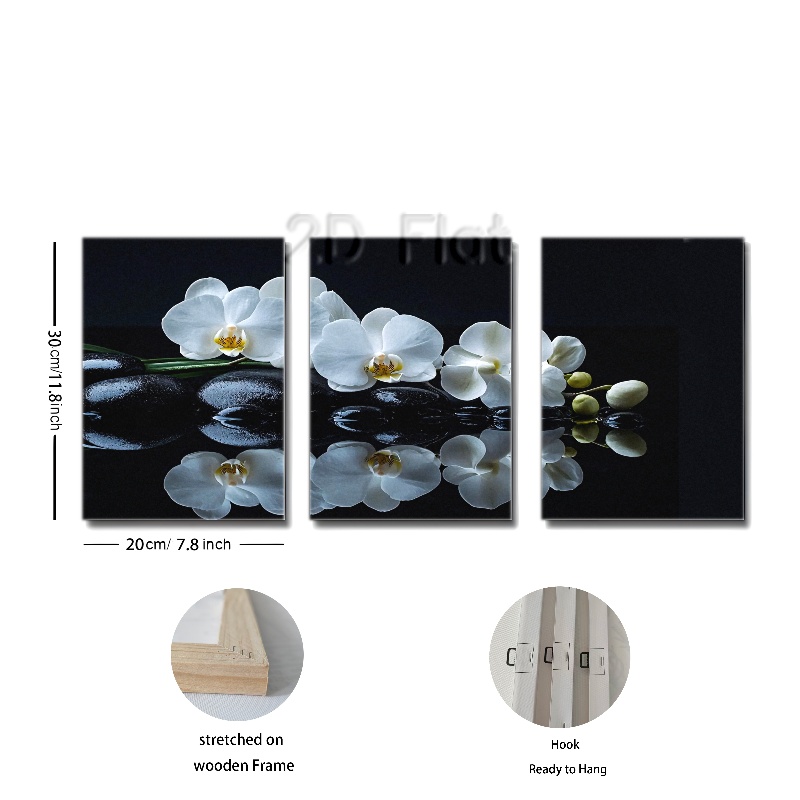 2D Flat
30cm/11.8inch
20cm/ 7.8 inch
stretched on
wooden Frame
Hook
Ready to Hang